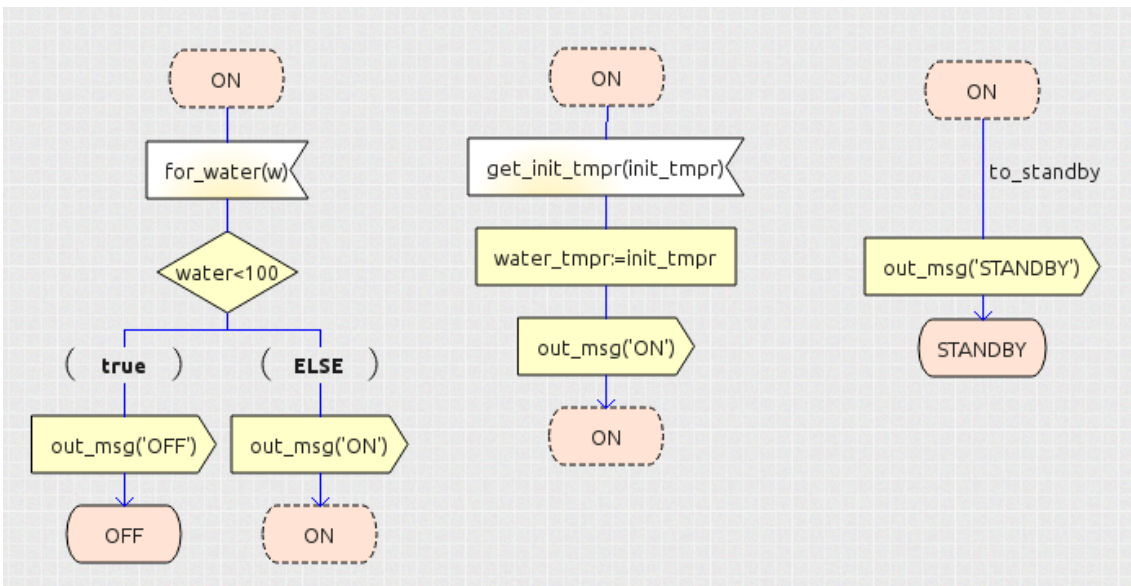 ON
for_water(w)
water<100
( true )
( ELSE )
out_msg('OFF')
out_msg('ON')
OFF
ON
ON
get_init_tmpr(init_tmpr)
water_tmpr:=init_tmpr
out_msg('ON')
ON
ON
to_standby
out_msg('STANDBY')
STANDBY